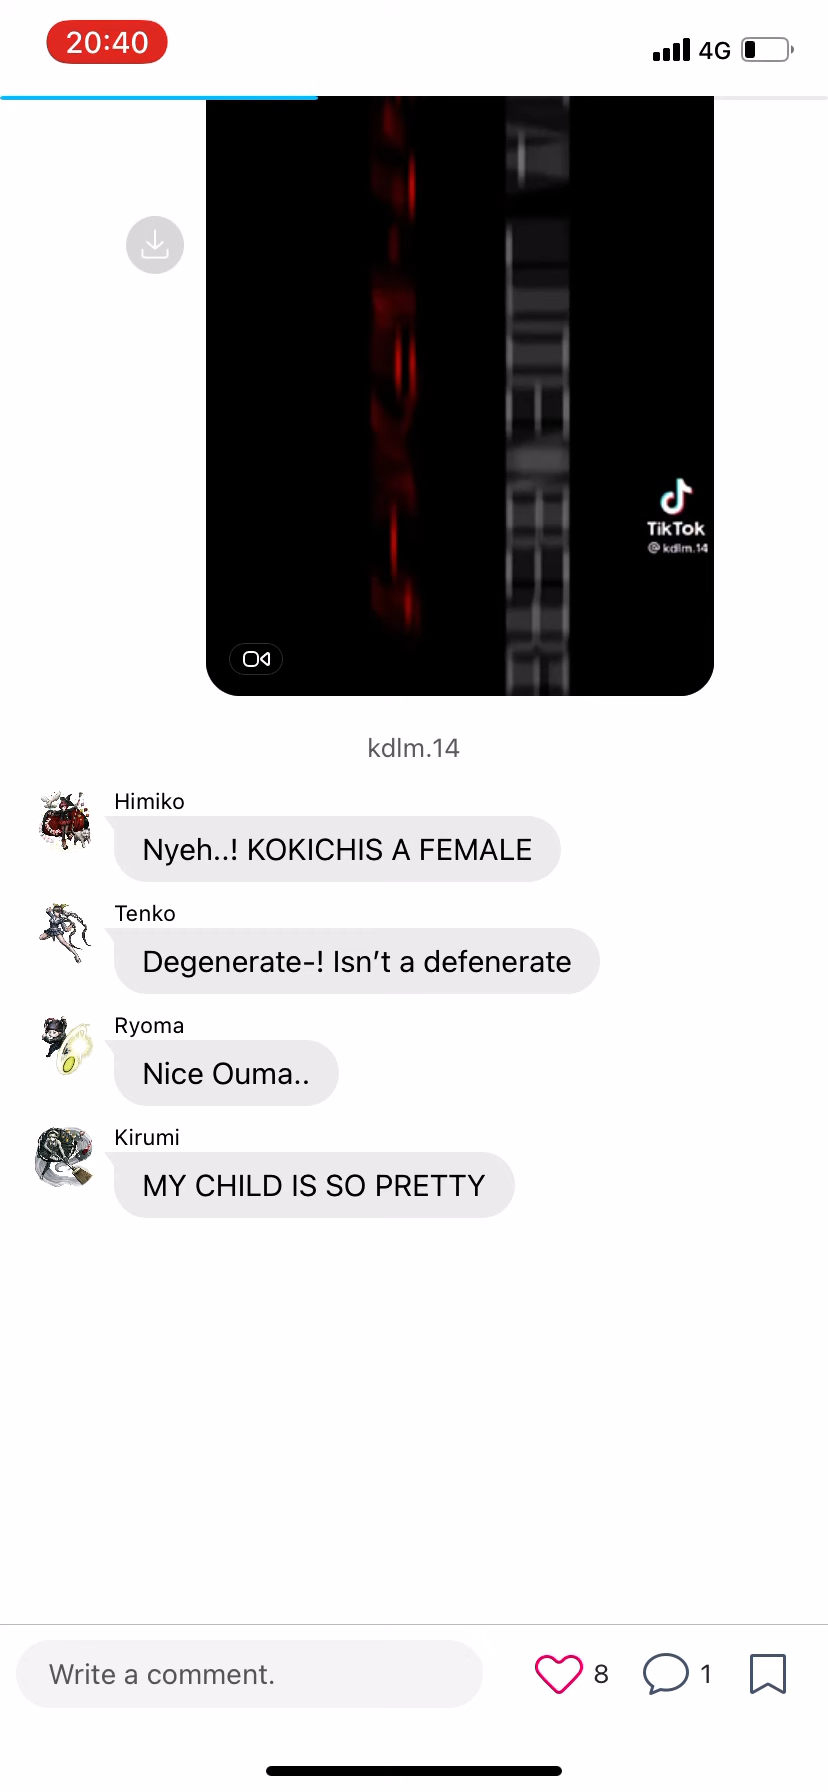 20:40
4G
TikTok
@kdlm.14
kdlm.14
Himiko
Nyeh..! KOKICHIS A FEMALE
Tenko
Degenerate-! Isn’t a defenerate
Ryoma
Nice Ouma..
Kirumi
MY CHILD IS SO PRETTY
Write a comment.
8
1